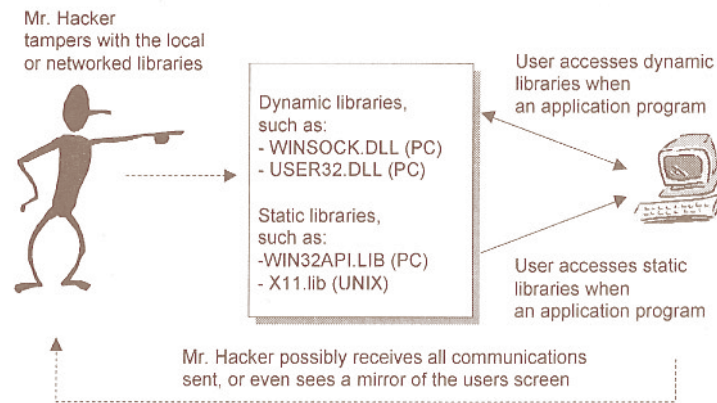 Mr. Hacker
tampers with the local
or networked libraries
Dynamic libraries,
such as:
- WINSOCK.DLL (PC)
- USER32.DLL (PC)
Static libraries,
such as:
-WIN32API.LIB (PC)
- X11.lib (UNIX)
User accesses dynamic
libraries when
an application program
User accesses static
libraries when
an application program
Mr. Hacker possibly receives all communications
sent, or even sees a mirror of the users screen